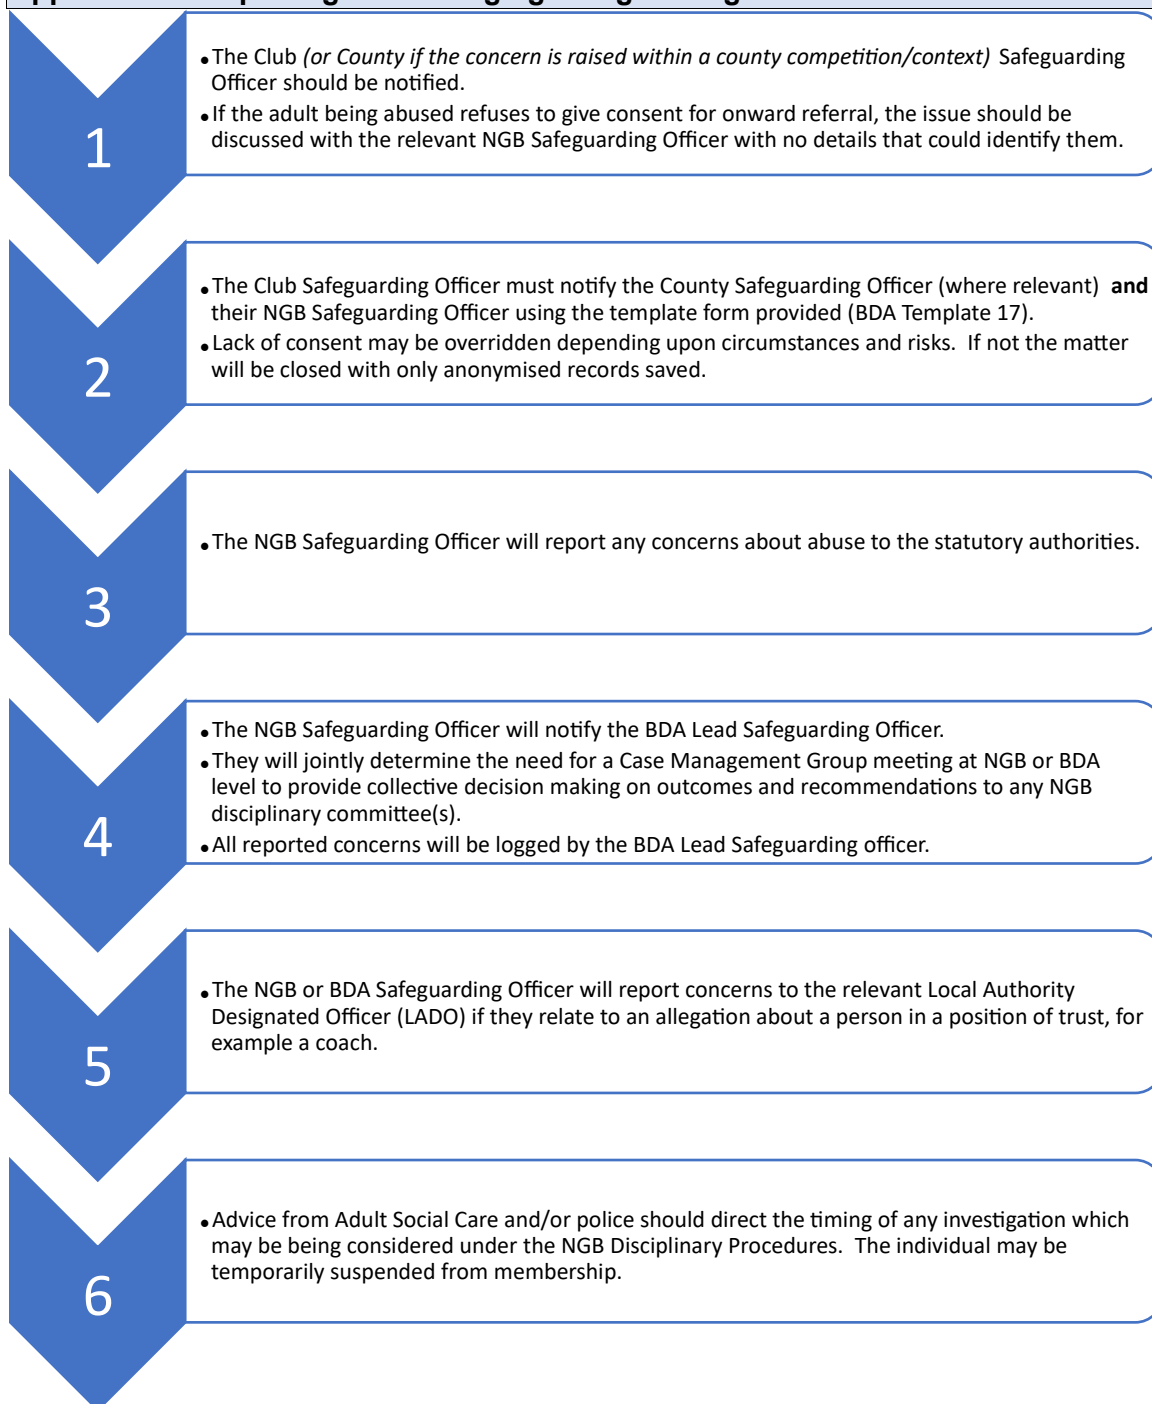 1
• The Club (or County if the concern is raised within a county competition/context) Safeguarding
Officer should be notified.
• If the adult being abused refuses to give consent for onward referral, the issue should be
discussed with the relevant NGB Safeguarding Officer with no details that could identify them.
2
• The Club Safeguarding Officer must notify the County Safeguarding Officer (where relevant) and
their NGB Safeguarding Officer using the template form provided (BDA Template 17).
• Lack of consent may be overridden depending upon circumstances and risks. If not the matter
will be closed with only anonymised records saved.
3
• The NGB Safeguarding Officer will report any concerns about abuse to the statutory authorities.
4
• The NGB Safeguarding Officer will notify the BDA Lead Safeguarding Officer.
• They will jointly determine the need for a Case Management Group meeting at NGB or BDA
level to provide collective decision making on outcomes and recommendations to any NGB
disciplinary committee(s).
• All reported concerns will be logged by the BDA Lead Safeguarding officer.
5
• The NGB or BDA Safeguarding Officer will report concerns to the relevant Local Authority
Designated Officer (LADO) if they relate to an allegation about a person in a position of trust, for
example a coach.
6
• Advice from Adult Social Care and/or police should direct the timing of any investigation which
may be being considered under the NGB Disciplinary Procedures. The individual may be
temporarily suspended from membership.